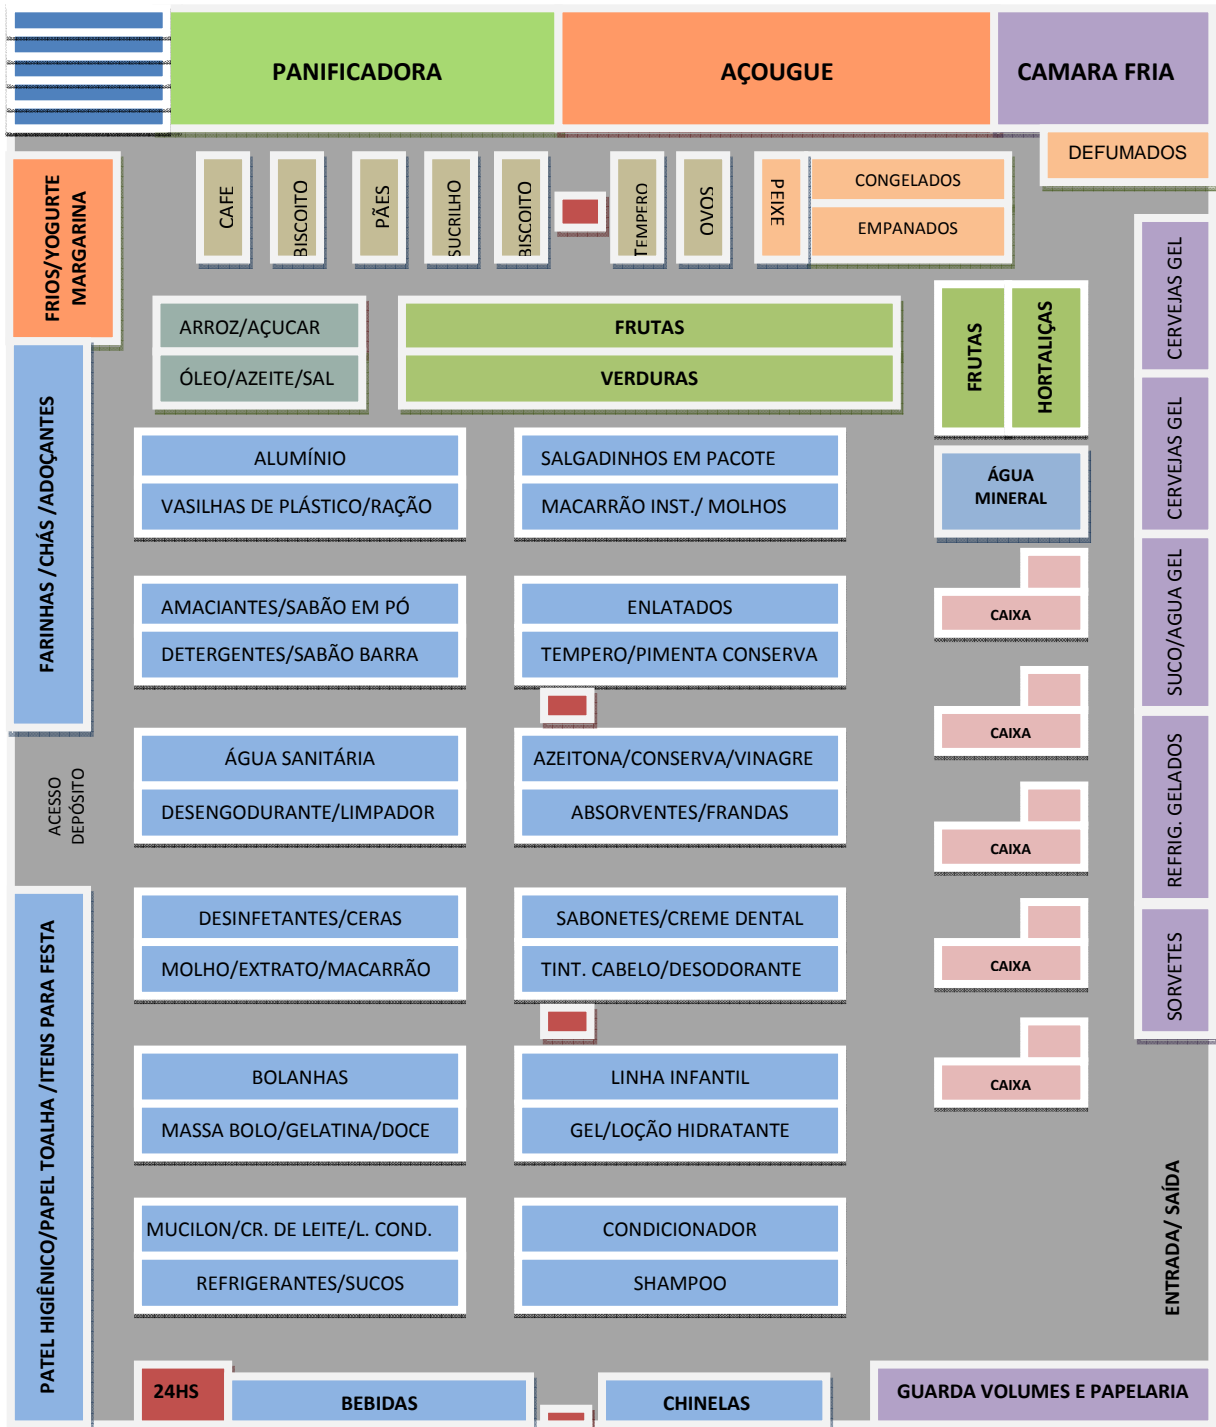 PANIFICADORA
AÇOUGUE
CAMARA FRIA
DEFUMADOS
FRIOS/YOGURTE
MARGARINA
CAFE
BISCOITO
PÃES
SUCRILHO
BISCOITO
TEMPERO
OVOS
PEIXE
CONGELADOS
EMPANADOS
CERVEJAS GEL
ARROZ/AÇUCAR
ÓLEO/AZEITE/SAL
FRUTAS
VERDURAS
FRUTAS
HORTALIÇAS
FARINHAS /CHÁS /ADOÇANTES
ALUMÍNIO
VASILHAS DE PLÁSTICO/RAÇÃO
SALGADINHOS EM PACOTE
MACARRÃO INST./ MOLHOS
ÁGUA
MINERAL
CERVEJAS GEL
AMACIANTES/SABÃO EM PÓ
DETERGENTES/SABÃO BARRA
ENLATADOS
TEMPERO/PIMENTA CONSERVA
CAIXA
SUCO/AGUA GEL
ACESSO
DEPÓSITO
ÁGUA SANITÁRIA
DESENGODURANTE/LIMPADOR
AZEITONA/CONSERVA/VINAGRE
ABSORVENTES/FRANDAS
CAIXA
CAIXA
REFRIG. GELADOS
PATEL HIGIÊNICO/PAPEL TOALHA /ITENS PARA FESTA
DESINFETANTES/CERAS
MOLHO/EXTRATO/MACARRÃO
SABONETES/CREME DENTAL
TINT. CABELO/DESODORANTE
CAIXA
SORVETES
BOLANHAS
MASSA BOLO/GELATINA/DOCE
LINHA INFANTIL
GEL/LOÇÃO HIDRATANTE
CAIXA
MUCILON/CR. DE LEITE/L. COND.
REFRIGERANTES/SUCOS
CONDICIONADOR
SHAMPOO
ENTRADA/ SAÍDA
24HS
BEBIDAS
CHINELAS
GUARDA VOLUMES E PAPELARIA